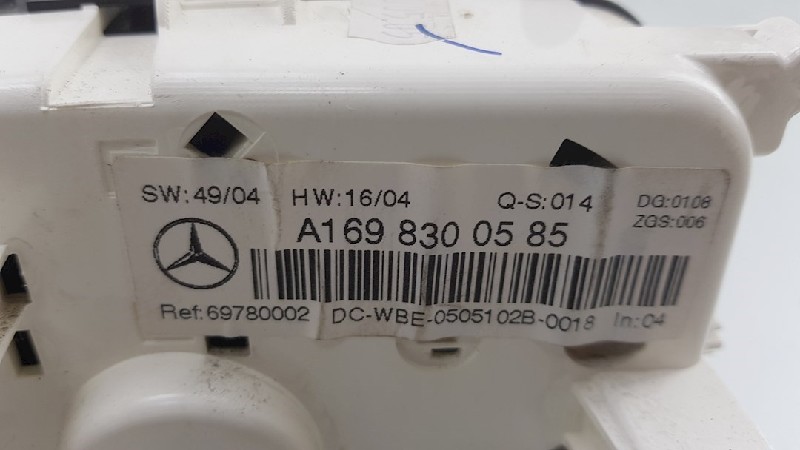 SW:49/04 HW:16/04 Q-S:014 DG:0108
ZGS:006
A169 830 05 85
Ref:69780002 DC-WBE-0505102B-0018 In:04